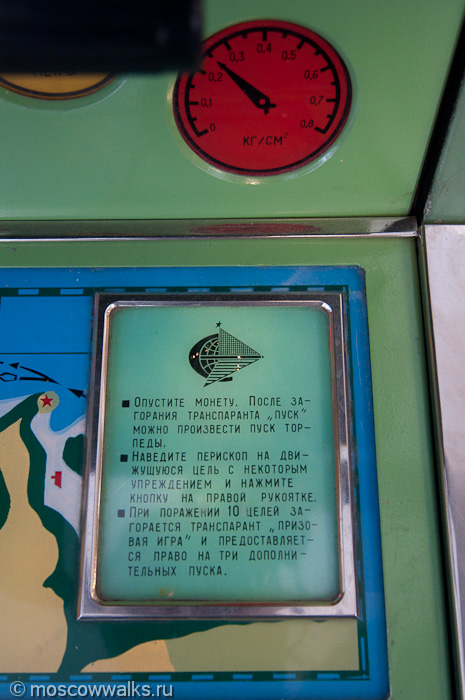 0 0,1 0,2 0,3 0,4 0,5 0,6 0,7 0,8
КГ/СМ²
■ ОПУСТИТЕ МОНЕТУ. ПОСЛЕ ЗА-
ГОРАНИЯ ТРАНСПАРАНТА „ПУСК"
МОЖНО ПРОИЗВЕСТИ ПУСК ТОР-
ПЕДЫ.
■ НАВЕДИТЕ ПЕРИСКОП НА ДВИ-
ЖУЩУЮСЯ ЦЕЛЬ С НЕКОТОРЫМ
УПРЕЖДЕНИЕМ И НАЖМИТЕ
КНОПКУ НА ПРАВОЙ РУКОЯТКЕ.
■ ПРИ ПОРАЖЕНИИ 10 ЦЕЛЕЙ ЗА-
ГОРАЕТСЯ ТРАНСПАРАНТ „ПРИЗО-
ВАЯ ИГРА" И ПРЕДОСТАВЛЯЕТ-
СЯ ПРАВО НА ТРИ ДОПОЛНИ-
ТЕЛЬНЫХ ПУСКА.
© moscowwalks.ru